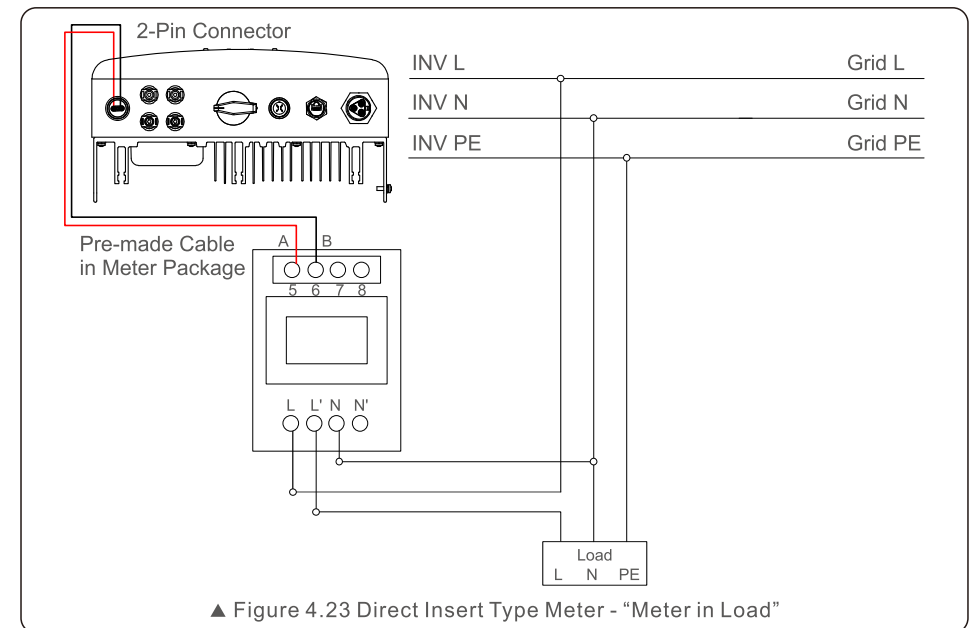 2-Pin Connector
INV L Grid L
INV N Grid N
INV PE Grid PE
Pre-made Cable
in Meter Package
A B
5 6 7 8
L L' N N'
Load
L N PE
▲ Figure 4.23 Direct Insert Type Meter - “Meter in Load”